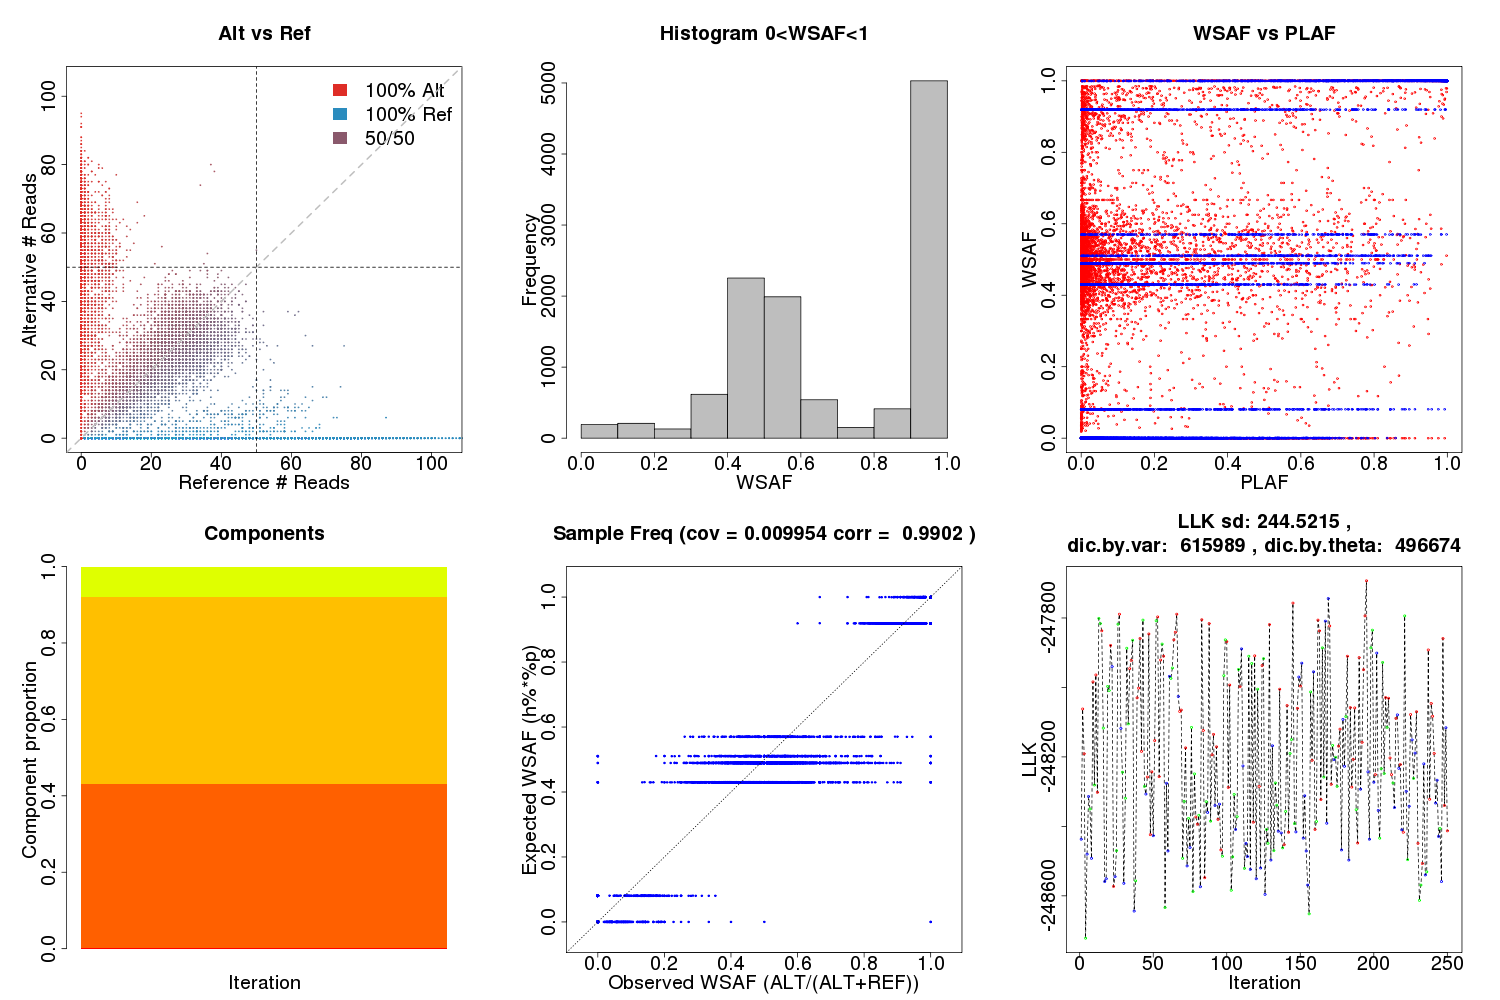 Alt vs Ref
100% Alt
100% Ref
50/50
Alternative # Reads
0 20 40 60 80 100
0 20 40 60 80 100
Reference # Reads
Histogram 0<WSAF<1
Frequency
0 1000 2000 3000 4000 5000
0.0 0.2 0.4 0.6 0.8 1.0
WSAF
WSAF vs PLAF
WSAF
0.0 0.2 0.4 0.6 0.8 1.0
0.0 0.2 0.4 0.6 0.8 1.0
PLAF
Components
Component proportion
0.0 0.2 0.4 0.6 0.8 1.0
Iteration
Sample Freq (cov = 0.009954 corr = 0.9902 )
Expected WSAF (h%*%p)
0.0 0.2 0.4 0.6 0.8 1.0
0.0 0.2 0.4 0.6 0.8 1.0
Observed WSAF (ALT/(ALT+REF))
LLK sd: 244.5215 ,
dic.by.var: 615989 , dic.by.theta: 496674
LLK
-248600 -248200 -247800
0 50 100 150 200 250
Iteration